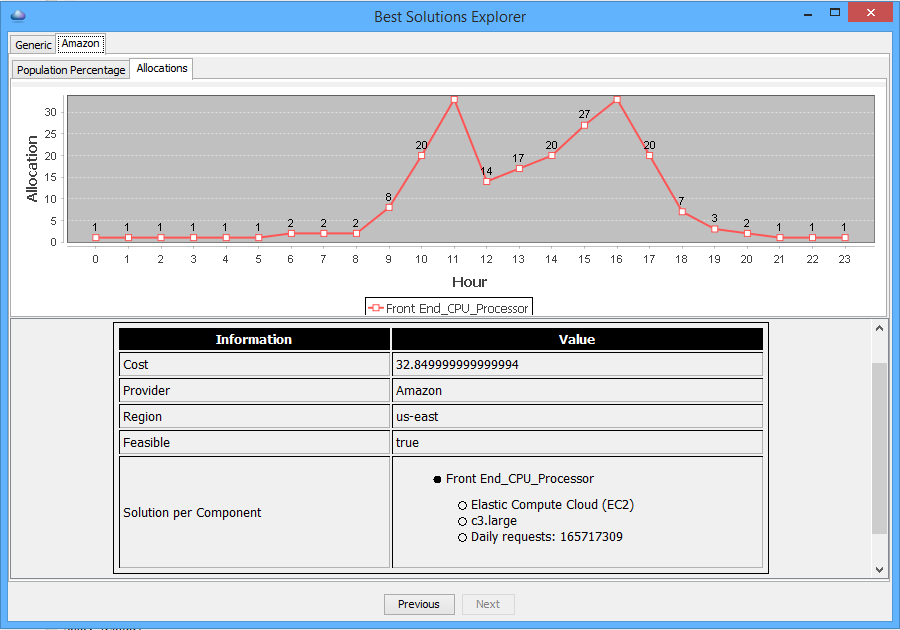 Best Solutions Explorer
Generic Amazon
Population Percentage Allocations
Allocation
30
25
20
15
10
5
0
1 1 1 1 1 1 2 2 2 8 20 14 17 20 27 20 7 3 2 1 1 1
0 1 2 3 4 5 6 7 8 9 10 11 12 13 14 15 16 17 18 19 20 21 22 23
Hour
Front End_CPU_Processor
Information Value
Cost 32.849999999999994
Provider Amazon
Region us-east
Feasible true
Solution per Component
Front End_CPU_Processor
Elastic Compute Cloud (EC2)
c3.large
Daily requests: 165717309
Previous Next